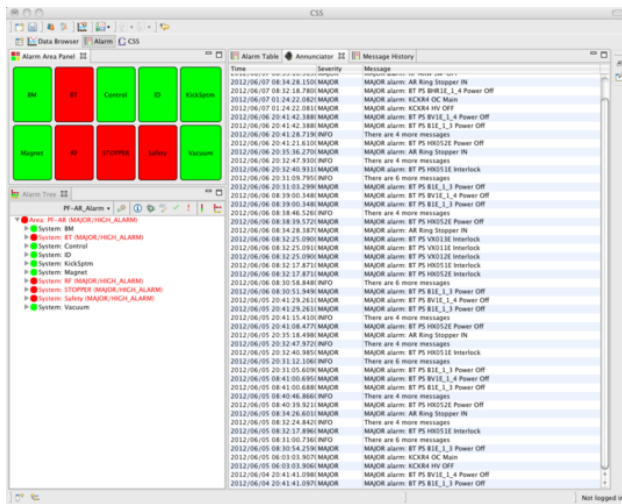 CSS
Data Browser Alarm CSS
Alarm Area Panel
BM BT Control ID KickSptm
Magnet RF STOPPER Safety Vacuum
Alarm Tree
PF-AR_Alarm
Area: PF-AR (MAJOR/HIGH_ALARM)
System: BM
System: BT (MAJOR/HIGH_ALARM)
System: Control
System: ID
System: KickSptm
System: Magnet
System: RF (MAJOR/HIGH_ALARM)
System: STOPPER (MAJOR/HIGH_ALARM)
System: Safety (MAJOR/HIGH_ALARM)
System: Vacuum
Alarm Table Annunciator Message History
Time Severity Message
2012/06/07 08:34:28.150 MAJOR MAJOR alarm: AR Ring Stopper IN
2012/06/07 08:32:18.780 MAJOR MAJOR alarm: BT PS BHR1E_1 Power Off
2012/06/07 01:24:22.082 MAJOR MAJOR alarm: KCKR4 OC Main
2012/06/07 01:24:22.081 MAJOR MAJOR alarm: KCKR4 HV OFF
2012/06/06 20:41:42.388 MAJOR MAJOR alarm: BT PS BV1E_1_4 Power Off
2012/06/06 20:41:42.388 MAJOR MAJOR alarm: BT PS B1E_1_3 Power Off
2012/06/06 20:41:28.719 INFO There are 4 more messages
2012/06/06 20:41:21.610 MAJOR MAJOR alarm: BT PS HX052E Power Off
2012/06/06 20:35:36.270 MAJOR MAJOR alarm: AR Ring Stopper IN
2012/06/06 20:32:47.930 INFO There are 4 more messages
2012/06/06 20:32:40.931 MAJOR MAJOR alarm: BT PS HX051E Interlock
2012/06/06 20:31:09.795 INFO There are 6 more messages
2012/06/06 20:31:03.299 MAJOR MAJOR alarm: BT PS B1E_1_3 Power Off
2012/06/06 08:39:00.348 MAJOR MAJOR alarm: BT PS BV1E_1_4 Power Off
2012/06/06 08:39:00.348 MAJOR MAJOR alarm: BT PS B1E_1_3 Power Off
2012/06/06 08:38:46.526 INFO There are 4 more messages
2012/06/06 08:38:39.572 MAJOR MAJOR alarm: BT PS HX052E Power Off
2012/06/06 08:34:28.387 MAJOR MAJOR alarm: AR Ring Stopper IN
2012/06/06 08:32:25.090 MAJOR MAJOR alarm: BT PS VX013E Interlock
2012/06/06 08:32:25.091 MAJOR MAJOR alarm: BT PS VX011E Interlock
2012/06/06 08:32:25.090 MAJOR MAJOR alarm: BT PS VX012E Interlock
2012/06/06 08:32:17.871 MAJOR MAJOR alarm: BT PS HX051E Interlock
2012/06/06 08:32:17.871 MAJOR MAJOR alarm: BT PS HX052E Interlock
2012/06/06 08:30:58.848 INFO There are 6 more messages
2012/06/06 08:30:51.949 MAJOR MAJOR alarm: BT PS B1E_1_3 Power Off
2012/06/05 20:41:29.261 MAJOR MAJOR alarm: BT PS BV1E_1_4 Power Off
2012/06/05 20:41:29.261 MAJOR MAJOR alarm: BT PS B1E_1_3 Power Off
2012/06/05 20:41:15.410 INFO There are 4 more messages
2012/06/05 20:41:08.477 MAJOR MAJOR alarm: BT PS HX052E Power Off
2012/06/05 20:35:18.498 MAJOR MAJOR alarm: AR Ring Stopper IN
2012/06/05 20:32:47.972 INFO There are 4 more messages
2012/06/05 20:32:40.985 MAJOR MAJOR alarm: BT PS HX051E Interlock
2012/06/05 20:31:12.106 INFO There are 6 more messages
2012/06/05 20:31:05.609 MAJOR MAJOR alarm: BT PS B1E_1_3 Power Off
2012/06/05 08:41:00.695 MAJOR MAJOR alarm: BT PS BV1E_1_4 Power Off
2012/06/05 08:41:00.688 MAJOR MAJOR alarm: BT PS B1E_1_3 Power Off
2012/06/05 08:40:46.866 INFO There are 4 more messages
2012/06/05 08:40:39.921 MAJOR MAJOR alarm: BT PS HX052E Power Off
2012/06/05 08:34:26.601 MAJOR MAJOR alarm: AR Ring Stopper IN
2012/06/05 08:32:24.842 INFO There are 4 more messages
2012/06/05 08:32:17.896 MAJOR MAJOR alarm: BT PS HX051E Interlock
2012/06/05 08:31:00.736 INFO There are 6 more messages
2012/06/05 08:30:54.259 MAJOR MAJOR alarm: BT PS B1E_1_3 Power Off
2012/06/05 06:03:03.907 MAJOR MAJOR alarm: KCKR4 OC Main
2012/06/05 06:03:03.906 MAJOR MAJOR alarm: KCKR4 HV OFF
2012/06/04 20:41:41.098 MAJOR MAJOR alarm: BT PS BV1E_1_4 Power Off
2012/06/04 20:41:41.097 MAJOR MAJOR alarm: BT PS B1E_1_3 Power Off
Not logged in